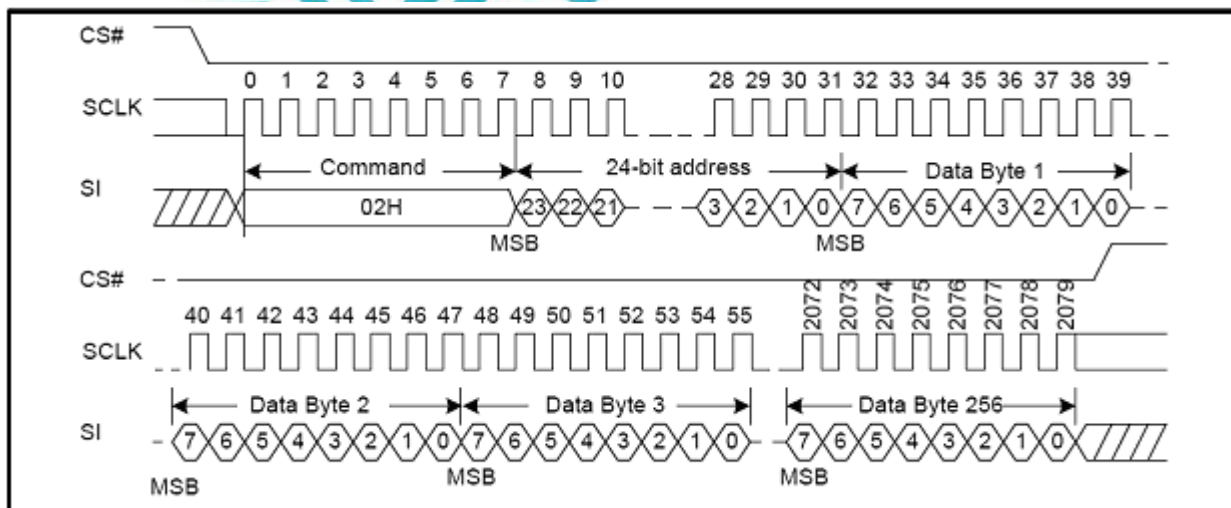 CS#
0 1 2 3 4 5 6 7 8 9 10 28 29 30 31 32 33 34 35 36 37 38 39
SCLK
Command 24-bit address Data Byte 1
SI 02H 23 22 21 3 2 1 0 7 6 5 4 3 2 1 0
MSB MSB
CS#
40 41 42 43 44 45 46 47 48 49 50 51 52 53 54 55 2072 2073 2074 2075 2076 2077 2078 2079
SCLK
Data Byte 2 Data Byte 3 Data Byte 256
SI 7 6 5 4 3 2 1 0 7 6 5 4 3 2 1 0 7 6 5 4 3 2 1 0
MSB MSB MSB